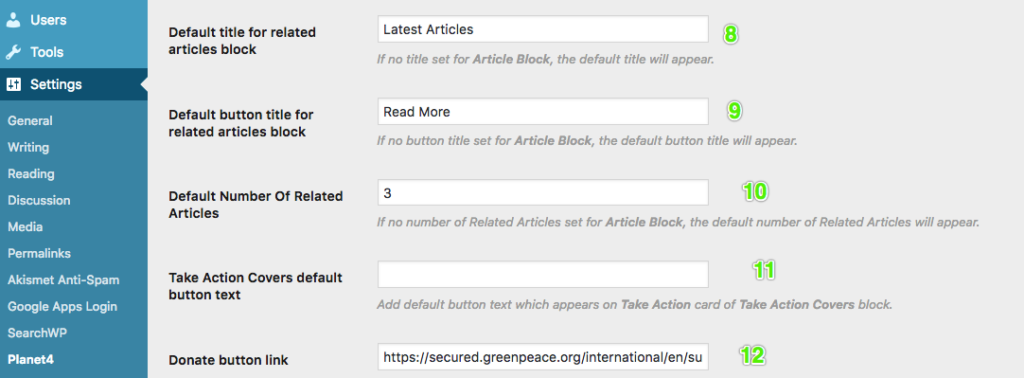 Users
Tools
Settings
General
Writing
Reading
Discussion
Media
Permalinks
Akismet Anti-Spam
Google Apps Login
SearchWP
Planet4
Default title for related
articles block
Latest Articles
8
If no title set for Article Block, the default title will appear.
Default button title for
related articles block
Read More
9
If no button title set for Article Block, the default button title will appear.
Default Number Of Related
Articles
3
10
If no number of Related Articles set for Article Block, the default number of Related Articles will appear.
Take Action Covers default
button text
11
Add default button text which appears on Take Action card of Take Action Covers block.
Donate button link
https://secured.greenpeace.org/international/en/su
12